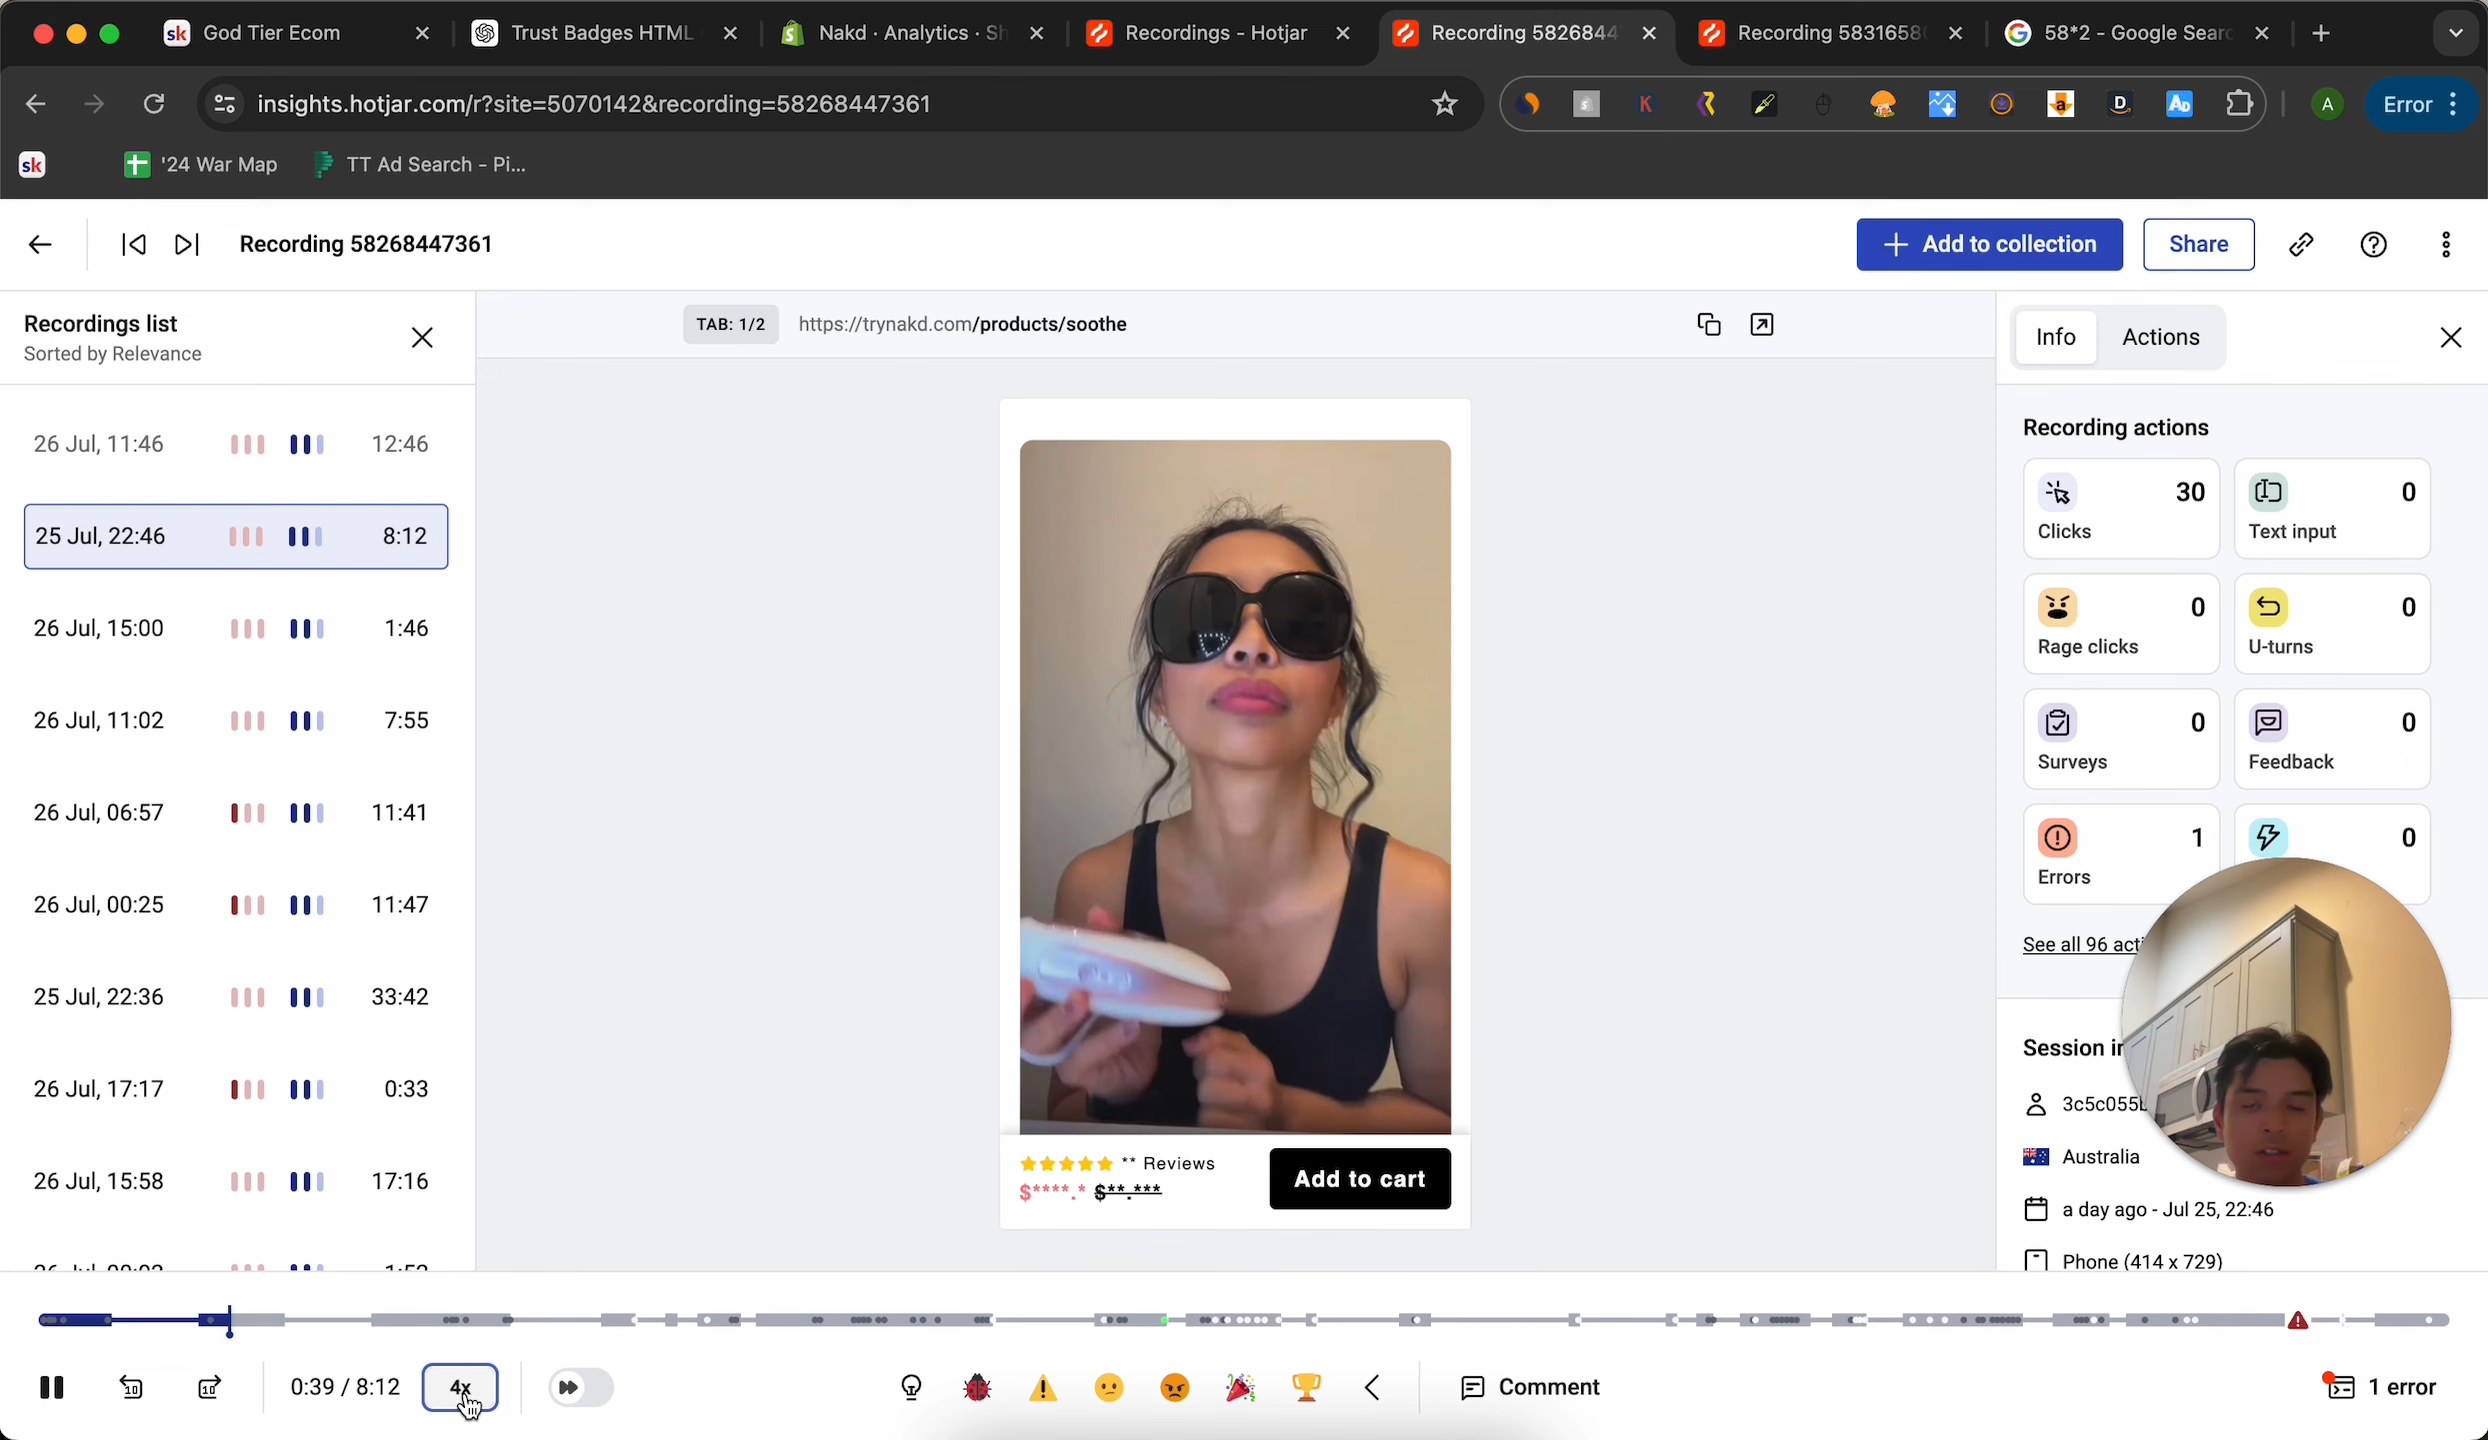 sk God Tier Ecom
Trust Badges HTML
Nakd · Analytics · Sh
Recordings - Hotjar
Recording 5826844
Recording 5831658
58*2 - Google Sear
insights.hotjar.com/r?site=5070142&recording=58268447361
K
a
D
AD
A
Error
sk
'24 War Map
TT Ad Search - Pi...
Recording 58268447361
Add to collection
Share
Recordings list
Sorted by Relevance
26 Jul, 11:46 12:46
25 Jul, 22:46 8:12
26 Jul, 15:00 1:46
26 Jul, 11:02 7:55
26 Jul, 06:57 11:41
26 Jul, 00:25 11:47
25 Jul, 22:36 33:42
26 Jul, 17:17 0:33
26 Jul, 15:58 17:16
TAB: 1/2 https://trynakd.com/products/soothe
** Reviews
$****.* $**.***
Add to cart
Info Actions
Recording actions
30
Clicks
0
Text input
0
Rage clicks
0
U-turns
0
Surveys
0
Feedback
1
Errors
0
See all 96 acti
Session in
3c5c055b
Australia
a day ago - Jul 25, 22:46
Phone (414 x 729)
10
10
0:39 / 8:12
4x
Comment
1 error